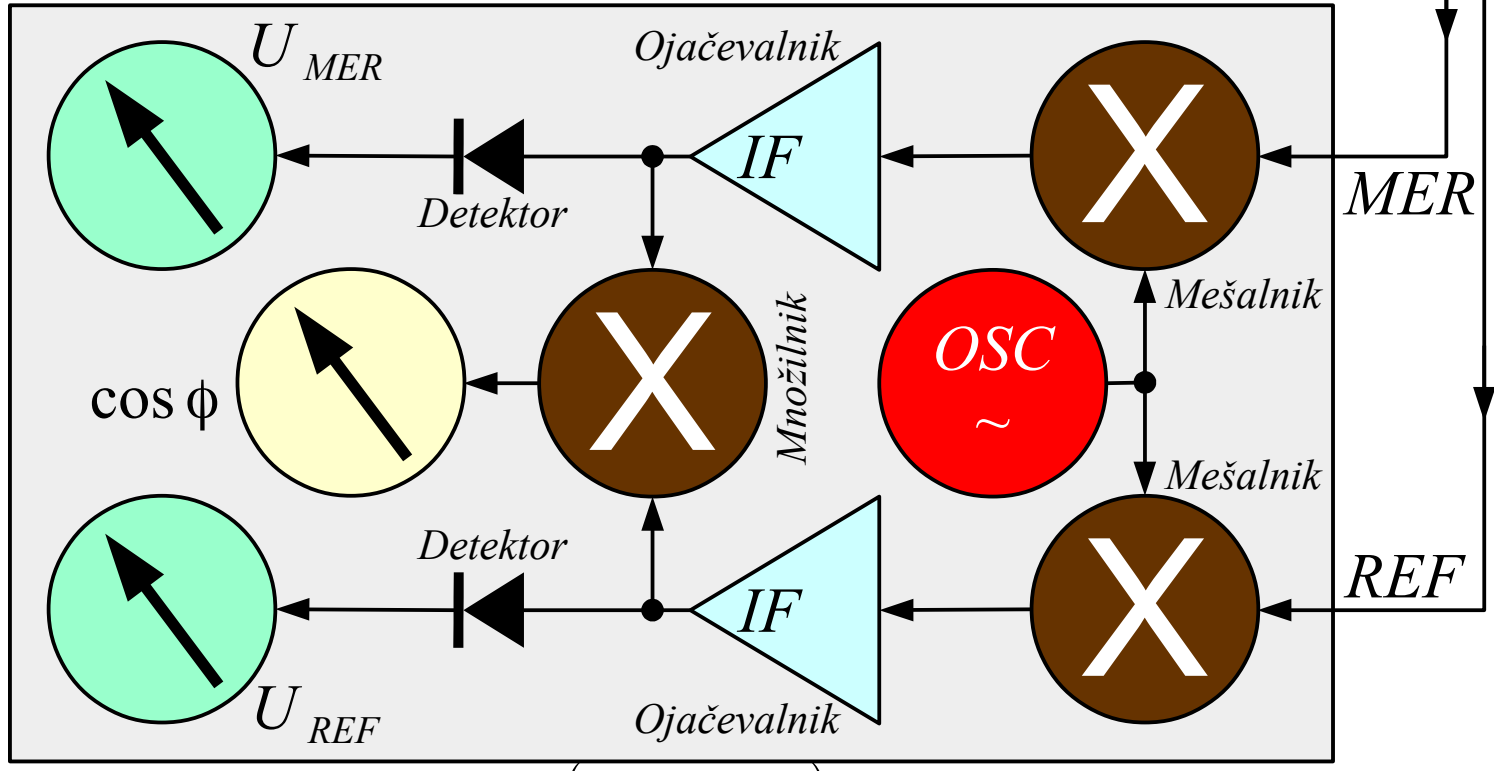 U MER
Ojačevalnik
IF
X
MER
Detektor
Mešalnik
cos ϕ
X
Množilnik
OSC
~
Mešalnik
Detektor
IF
X
REF
U REF
Ojačevalnik